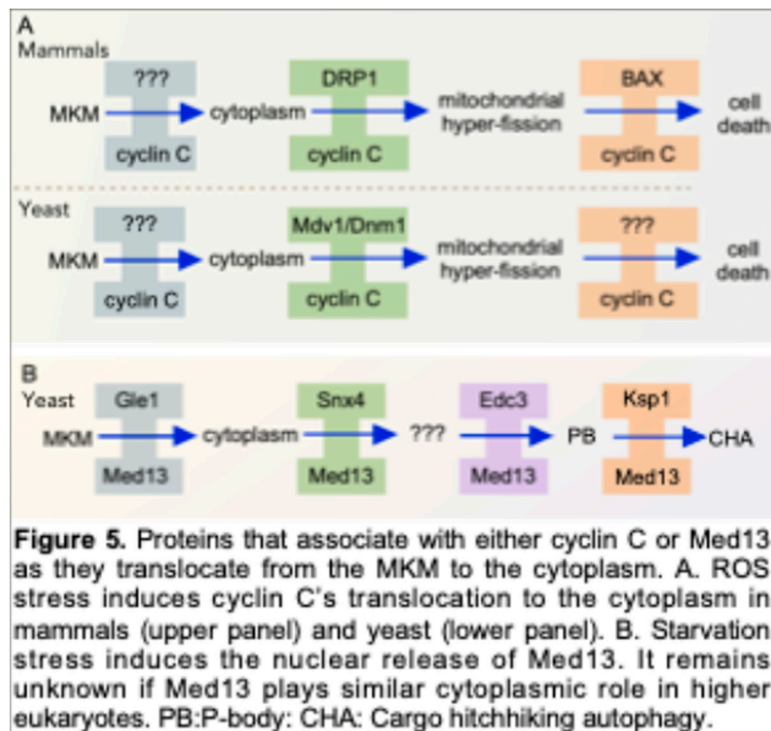 A
Mammals
??? DRP1 BAX
MKM cytoplasm mitochondrial hyper-fission cell death
cyclin C cyclin C cyclin C
Yeast
??? Mdv1/Dnm1 ???
MKM cytoplasm mitochondrial hyper-fission cell death
cyclin C cyclin C cyclin C
B
Yeast Gle1 Snx4 Edc3 Ksp1
MKM cytoplasm ??? PB CHA
Med13 Med13 Med13 Med13
Figure 5. Proteins that associate with either cyclin C or Med13
as they translocate from the MKM to the cytoplasm. A. ROS
stress induces cyclin C's translocation to the cytoplasm in
mammals (upper panel) and yeast (lower panel). B. Starvation
stress induces the nuclear release of Med13. It remains
unknown if Med13 plays similar cytoplasmic role in higher
eukaryotes. PB:P-body: CHA: Cargo hitchhiking autophagy.